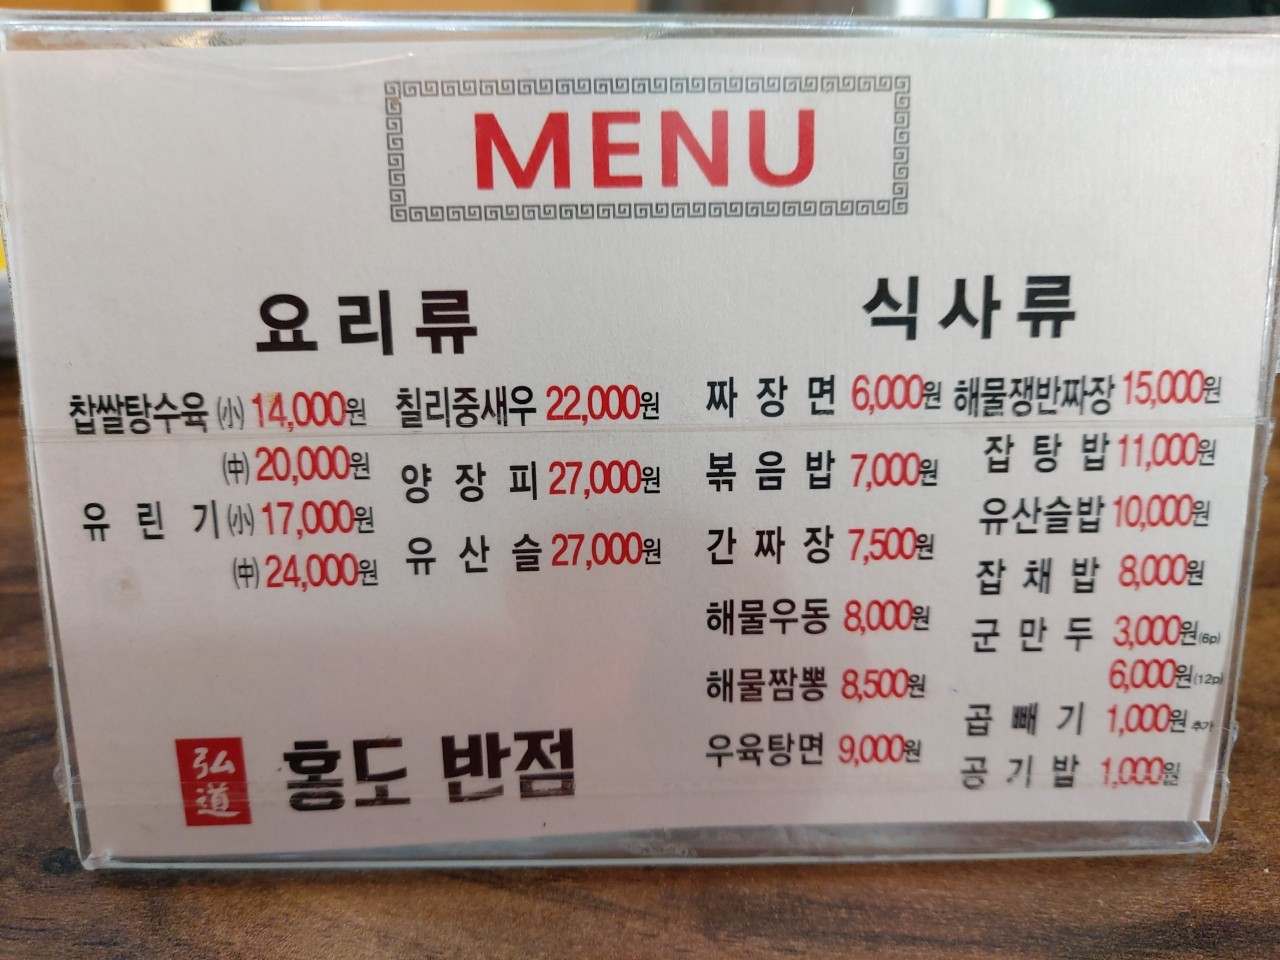 MENU
요리류
찹쌀탕수육 (小) 14,000원
(中) 20,000원
유린기 (小) 17,000원
(中) 24,000원
칠리중새우 22,000원
양장피 27,000원
유산슬 27,000원
식사류
짜장면 6,000원
볶음밥 7,000원
간짜장 7,500원
해물우동 8,000원
해물짬뽕 8,500원
우육탕면 9,000원
해물쟁반짜장 15,000원
잡탕밥 11,000원
유산슬밥 10,000원
잡채밥 8,000원
군만두 3,000원(6p)
6,000원(12p)
곱빼기 1,000원 추가
공기밥 1,000원
弘道 홍도 반점